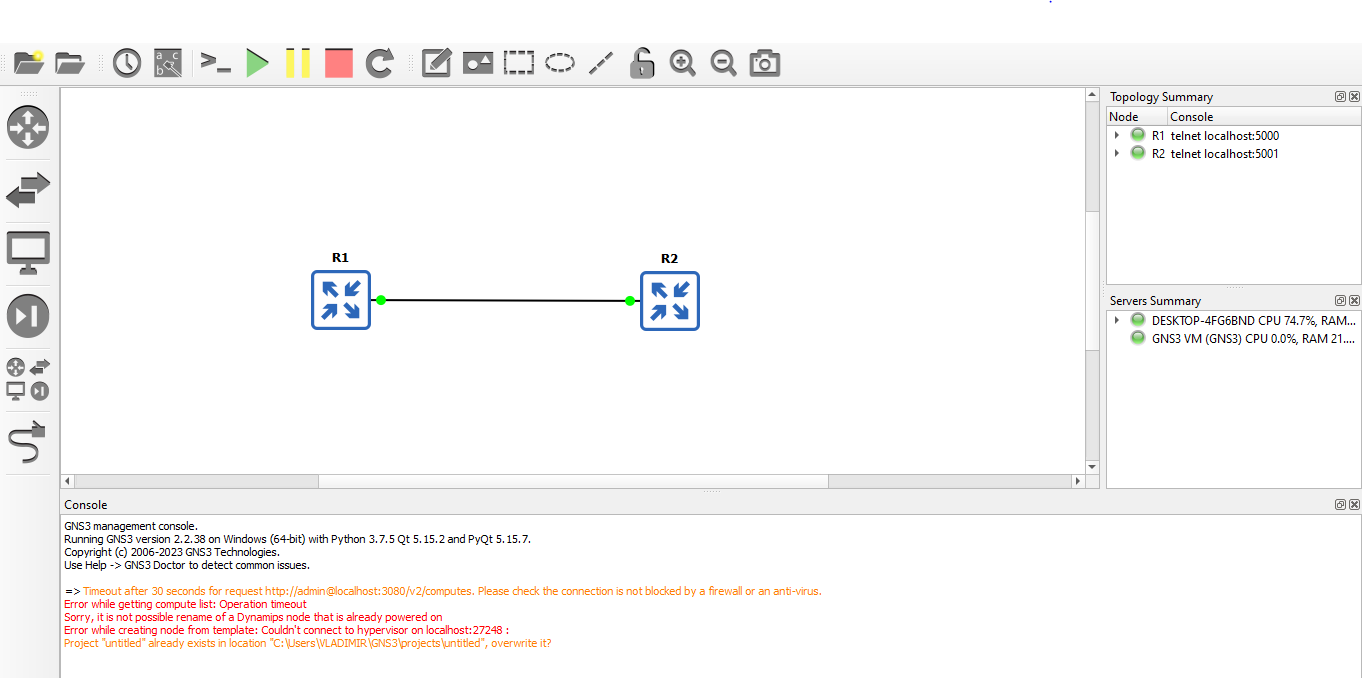 Topology Summary
Node Console
R1 telnet localhost:5000
R2 telnet localhost:5001
R1
R2
Servers Summary
DESKTOP-4FG6BND CPU 74.7%, RAM...
GNS3 VM (GNS3) CPU 0.0%, RAM 21....
Console
GNS3 management console.
Running GNS3 version 2.2.38 on Windows (64-bit) with Python 3.7.5 Qt 5.15.2 and PyQt 5.15.7.
Copyright (c) 2006-2023 GNS3 Technologies.
Use Help -> GNS3 Doctor to detect common issues.
=> Timeout after 30 seconds for request http://admin@localhost:3080/v2/computes. Please check the connection is not blocked by a firewall or an anti-virus.
Error while getting compute list: Operation timeout
Sorry, it is not possible rename of a Dynamips node that is already powered on
Error while creating node from template: Couldn't connect to hypervisor on localhost:27248 :
Project "untitled" already exists in location "C:\Users\VLADIMIR\GNS3\projects\untitled", overwrite it?